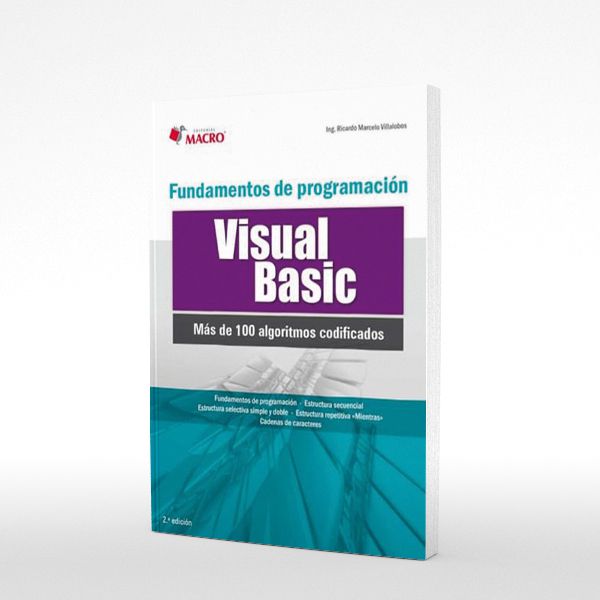 EDITORIAL
MACRO®
Ing. Ricardo Marcelo Villalobos
Fundamentos de programación
Visual
Basic
Más de 100 algoritmos codificados
Fundamentos de programación - Estructura secuencial
Estructura selectiva simple y doble - Estructura repetitiva «Mientras»
Cadenas de caracteres
2.ª edición